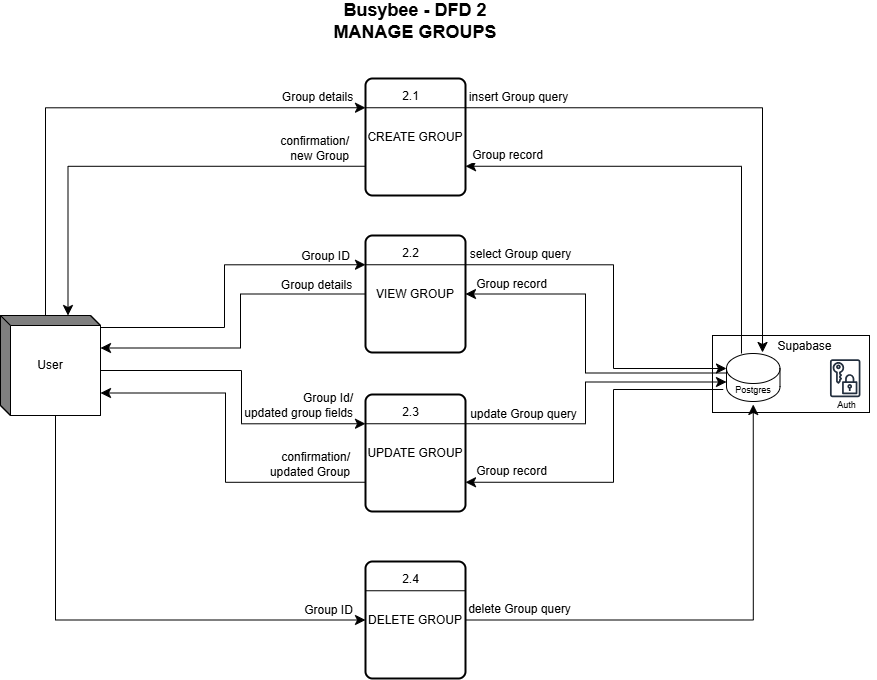 Busybee - DFD 2
MANAGE GROUPS
Group details
2.1
insert Group query
confirmation/
new Group
CREATE GROUP
Group record
Group ID
2.2
select Group query
Group details
VIEW GROUP
Group record
User
Supabase
Postgres
Auth
Group Id/
updated group fields
2.3
update Group query
confirmation/
updated Group
UPDATE GROUP
Group record
2.4
Group ID
DELETE GROUP
delete Group query